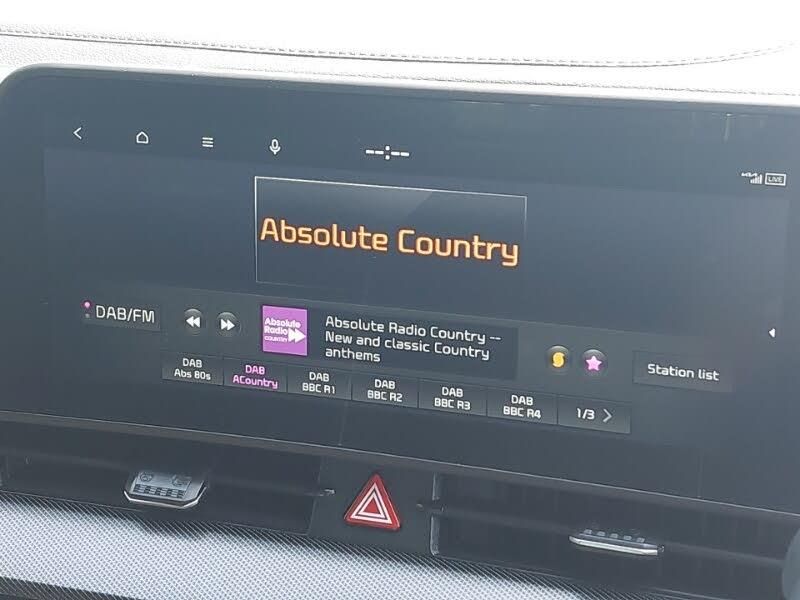 --:--
KIA LIVE
Absolute Country
DAB/FM
Absolute
Radio
COUNTRY
Absolute Radio Country --
New and classic Country
anthems
Station list
DAB
Abs 80s
DAB
ACountry
DAB
BBC R1
DAB
BBC R2
DAB
BBC R3
DAB
BBC R4
1/3